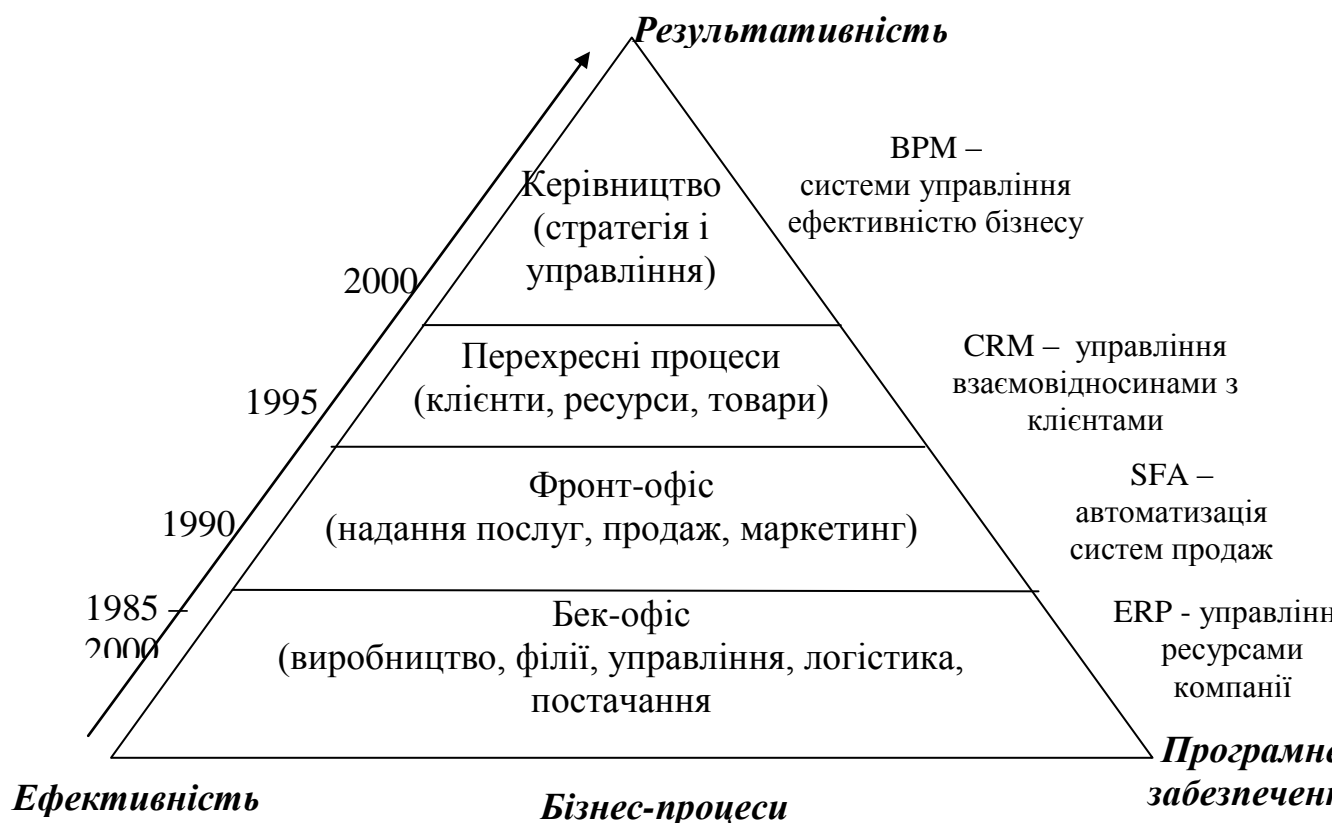 Результативність
BPM –
системи управління
ефективністю бізнесу
Керівництво
(стратегія і
управління)
2000
CRM – управління
взаємовідносинами з
клієнтами
Перехресні процеси
(клієнти, ресурси, товари)
1995
SFA –
автоматизація
систем продаж
Фронт-офіс
(надання послуг, продаж, маркетинг)
1990
1985 –
2000
ERP - управлінн
ресурсами
компанії
Бек-офіс
(виробництво, філії, управління, логістика,
постачання
Програмне
забезпеченн
Ефективність
Бізнес-процеси